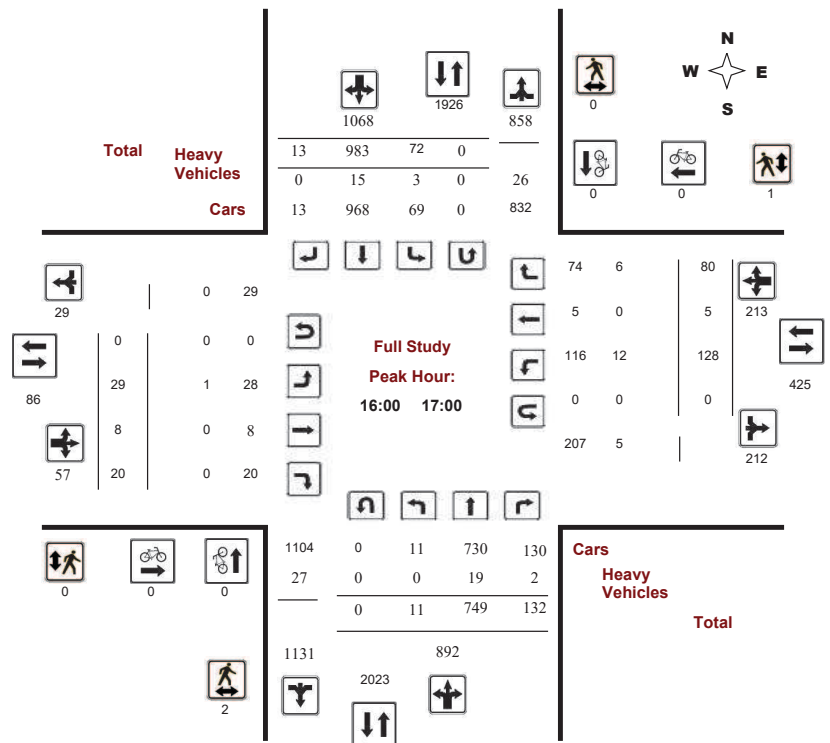 N
W E
S
0
1926
1068 858
Total Heavy Vehicles 13 983 72 0
0 15 3 0 26
Cars 13 968 69 0 832
0 0 1
29
0 29
0 0 0
86
29 1 28
8 0 8
57 20 0 20
Full Study
Peak Hour:
16:00 17:00
74 6 80
5 0 5 213
116 12 128
425
0 0 0
207 5 212
0 0 0
2
1104 0 11 730 130
27 0 0 19 2
0 11 749 132
1131 892
2023
Cars
Heavy
Vehicles
Total